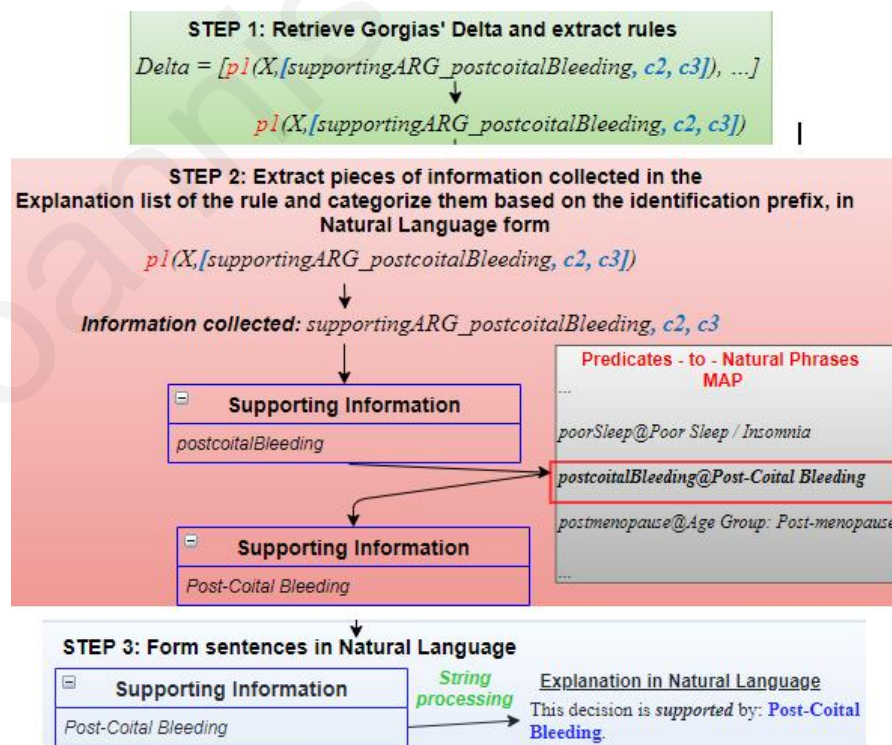 STEP 1: Retrieve Gorgias' Delta and extract rules
Delta = [p1(X,[supportingARG_postcoitalBleeding, c2, c3]), ...]
p1(X,[supportingARG_postcoitalBleeding, c2, c3])
STEP 2: Extract pieces of information collected in the
Explanation list of the rule and categorize them based on the identification prefix, in
Natural Language form
p1(X,[supportingARG_postcoitalBleeding, c2, c3])
Information collected: supportingARG_postcoitalBleeding, c2, c3
Supporting Information
postcoitalBleeding
Predicates - to - Natural Phrases
MAP
...
poorSleep@Poor Sleep / Insomnia
postcoitalBleeding@Post-Coital Bleeding
postmenopause@Age Group: Post-menopause
...
Supporting Information
Post-Coital Bleeding
STEP 3: Form sentences in Natural Language
Supporting Information
Post-Coital Bleeding
String
processing
Explanation in Natural Language
This decision is supported by: Post-Coital
Bleeding.